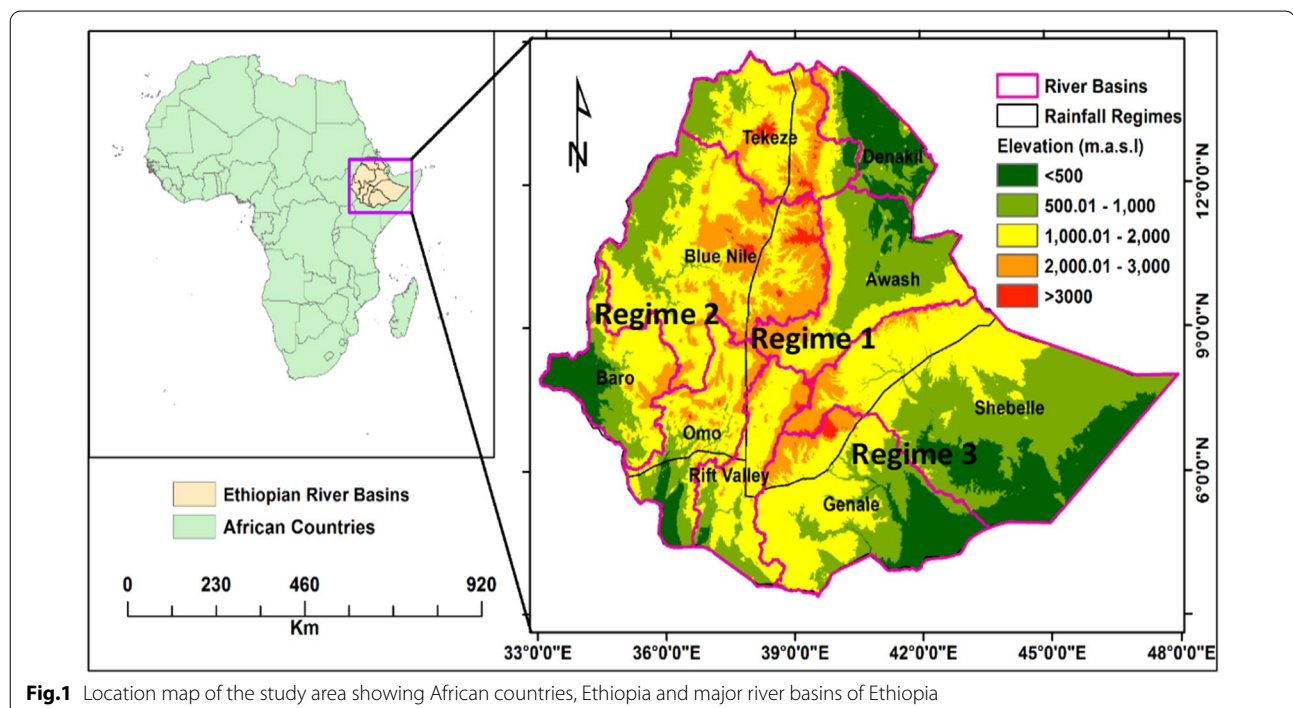 N
River Basins
Rainfall Regimes
Elevation (m.a.s.l)
<500
500.01 - 1,000
1,000.01 - 2,000
2,000.01 - 3,000
>3000
Tekeze
Denakil
Blue Nile
Awash
Regime 2
Regime 1
Baro
Shebelle
Omo
Regime 3
Rift Valley
Genale
12°0'0"N
9°0'0"N
6°0'0"N
33°0'0"E 36°0'0"E 39°0'0"E 42°0'0"E 45°0'0"E 48°0'0"E
Ethiopian River Basins
African Countries
0 230 460 920
Km
Fig.1 Location map of the study area showing African countries, Ethiopia and major river basins of Ethiopia